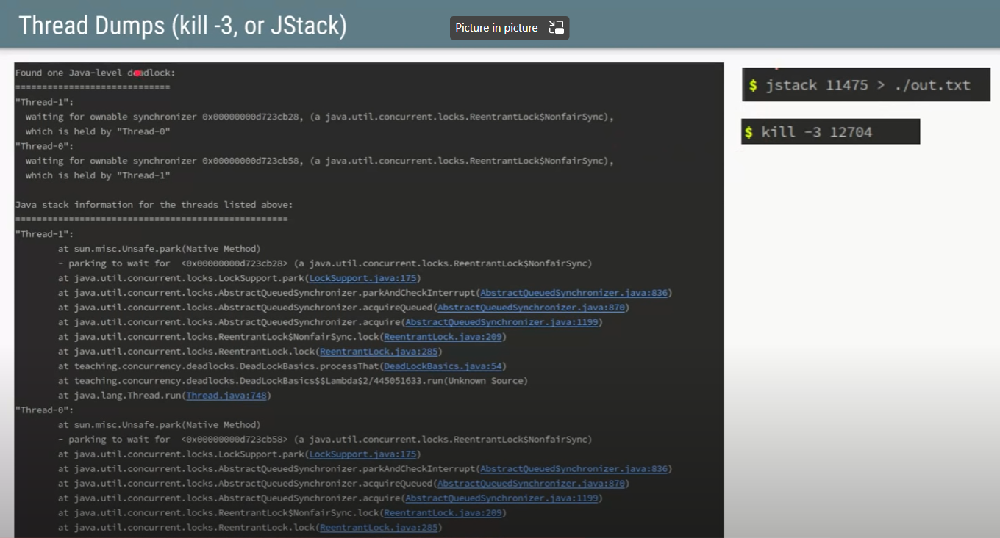 Thread Dumps (kill -3, or JStack)
Picture in picture
Found one Java-level deadlock:
=============================
"Thread-1":
waiting for ownable synchronizer 0x00000000d723cb28, (a java.util.concurrent.locks.ReentrantLock$NonfairSync),
which is held by "Thread-0"
"Thread-0":
waiting for ownable synchronizer 0x00000000d723cb58, (a java.util.concurrent.locks.ReentrantLock$NonfairSync),
which is held by "Thread-1"
Java stack information for the threads listed above:
===================================================
"Thread-1":
at sun.misc.Unsafe.park(Native Method)
- parking to wait for <0x00000000d723cb28> (a java.util.concurrent.locks.ReentrantLock$NonfairSync)
at java.util.concurrent.locks.LockSupport.park(LockSupport.java:175)
at java.util.concurrent.locks.AbstractQueuedSynchronizer.parkAndCheckInterrupt(AbstractQueuedSynchronizer.java:836)
at java.util.concurrent.locks.AbstractQueuedSynchronizer.acquireQueued(AbstractQueuedSynchronizer.java:870)
at java.util.concurrent.locks.AbstractQueuedSynchronizer.acquire(AbstractQueuedSynchronizer.java:1199)
at java.util.concurrent.locks.ReentrantLock$NonfairSync.lock(ReentrantLock.java:209)
at java.util.concurrent.locks.ReentrantLock.lock(ReentrantLock.java:285)
at teaching.concurrency.deadlocks.DeadLockBasics.processThat(DeadLockBasics.java:54)
at teaching.concurrency.deadlocks.DeadLockBasics$$Lambda$2/445051633.run(Unknown Source)
at java.lang.Thread.run(Thread.java:748)
"Thread-0":
at sun.misc.Unsafe.park(Native Method)
- parking to wait for <0x00000000d723cb58> (a java.util.concurrent.locks.ReentrantLock$NonfairSync)
at java.util.concurrent.locks.LockSupport.park(LockSupport.java:175)
at java.util.concurrent.locks.AbstractQueuedSynchronizer.parkAndCheckInterrupt(AbstractQueuedSynchronizer.java:836)
at java.util.concurrent.locks.AbstractQueuedSynchronizer.acquireQueued(AbstractQueuedSynchronizer.java:870)
at java.util.concurrent.locks.AbstractQueuedSynchronizer.acquire(AbstractQueuedSynchronizer.java:1199)
at java.util.concurrent.locks.ReentrantLock$NonfairSync.lock(ReentrantLock.java:209)
at java.util.concurrent.locks.ReentrantLock.lock(ReentrantLock.java:285)
$ jstack 11475 > ./out.txt
$ kill -3 12704